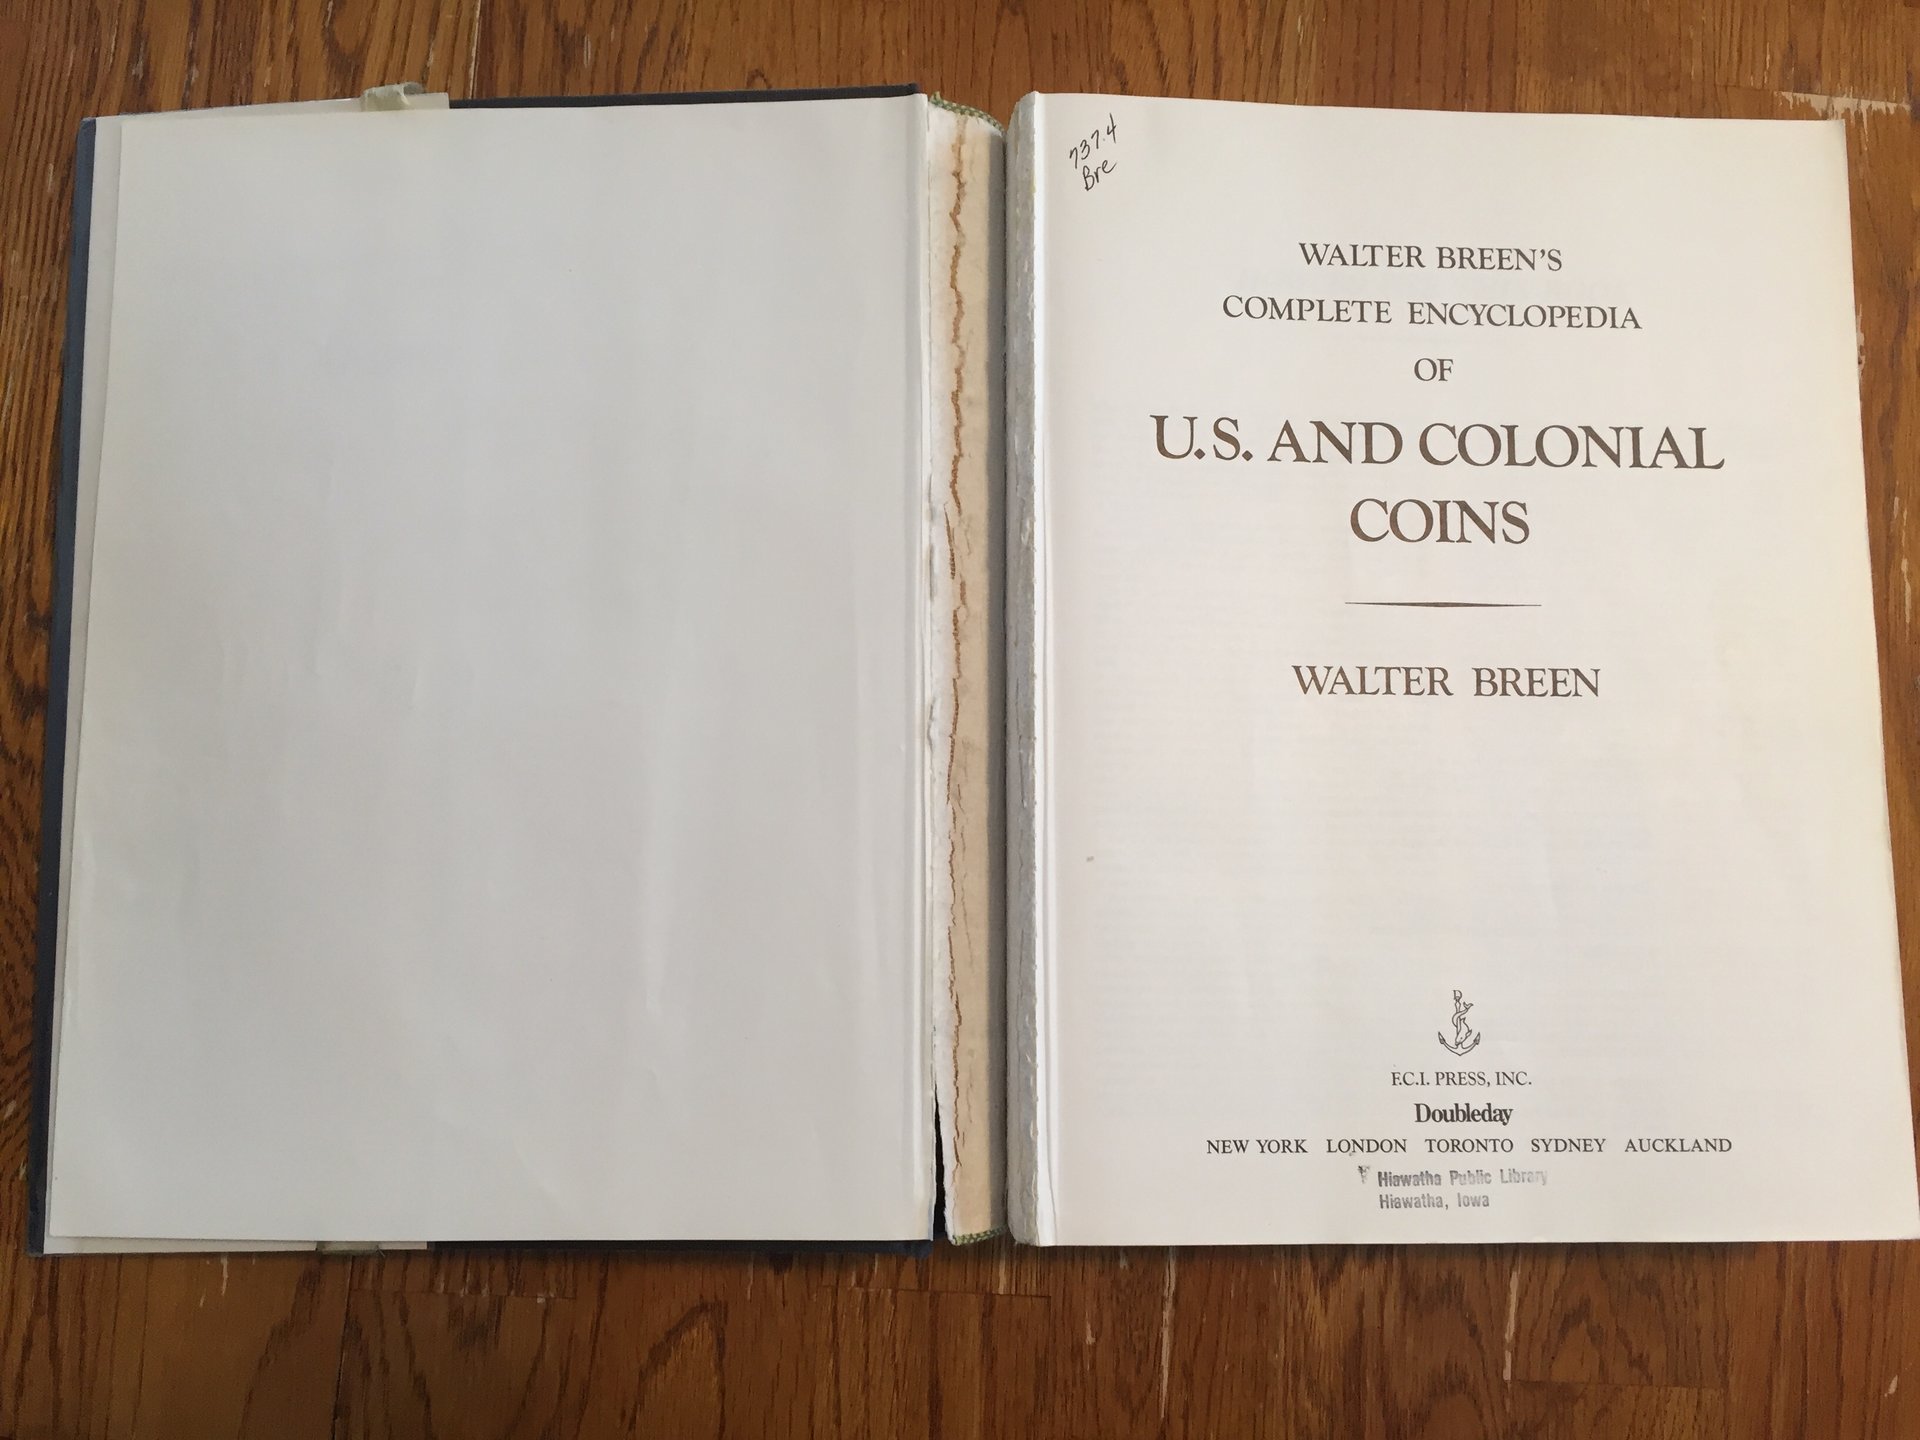 737.4
Bre
WALTER BREEN'S
COMPLETE ENCYCLOPEDIA
OF
U.S. AND COLONIAL
COINS
WALTER BREEN
F.C.I. PRESS, INC.
Doubleday
NEW YORK LONDON TORONTO SYDNEY AUCKLAND
Hiawatha Public Library
Hiawatha, Iowa